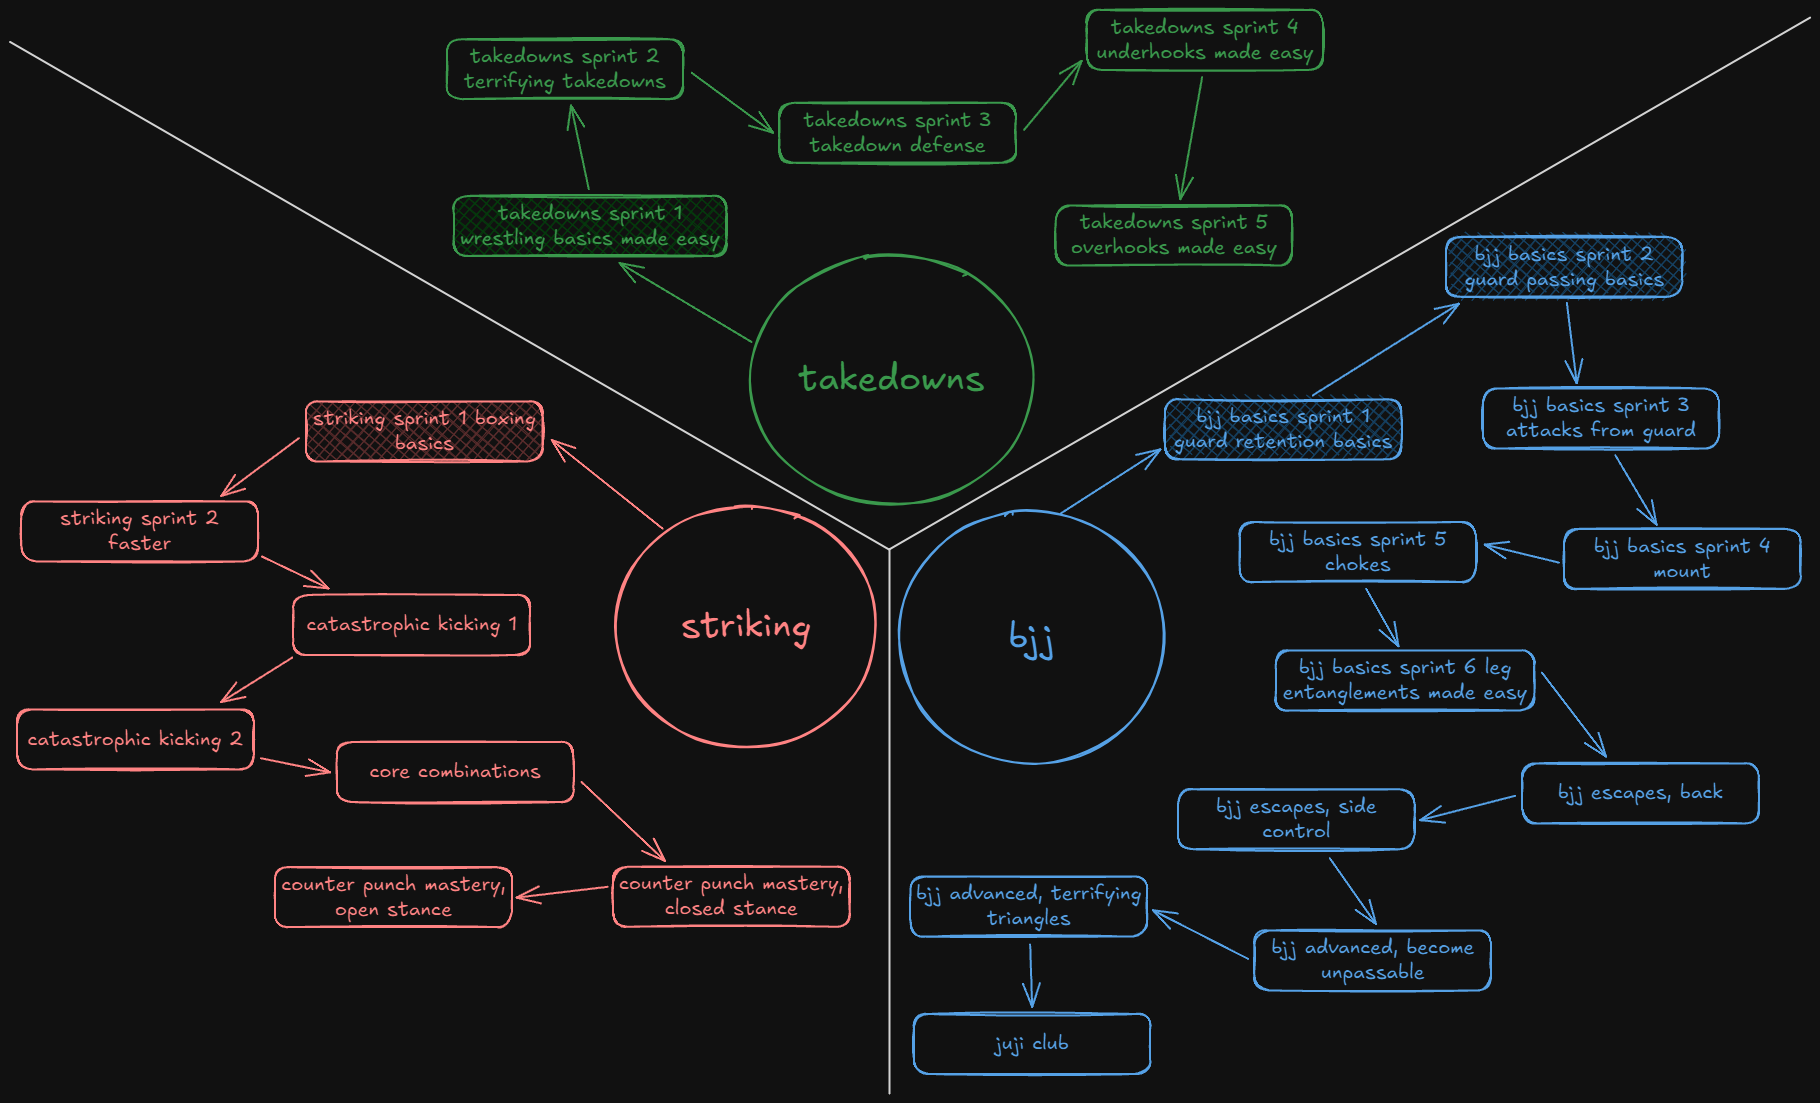 takedowns sprint 2
terrifying takedowns
takedowns sprint 3
takedown defense
takedowns sprint 4
underhooks made easy
takedowns sprint 1
wrestling basics made easy
takedowns sprint 5
overhooks made easy
takedowns
striking sprint 1 boxing
basics
striking sprint 2
faster
catastrophic kicking 1
catastrophic kicking 2
core combinations
counter punch mastery,
closed stance
counter punch mastery,
open stance
striking
bjj
bjj basics sprint 1
guard retention basics
bjj basics sprint 2
guard passing basics
bjj basics sprint 3
attacks from guard
bjj basics sprint 4
mount
bjj basics sprint 5
chokes
bjj basics sprint 6 leg
entanglements made easy
bjj escapes, back
bjj escapes, side
control
bjj advanced, become
unpassable
bjj advanced, terrifying
triangles
juji club